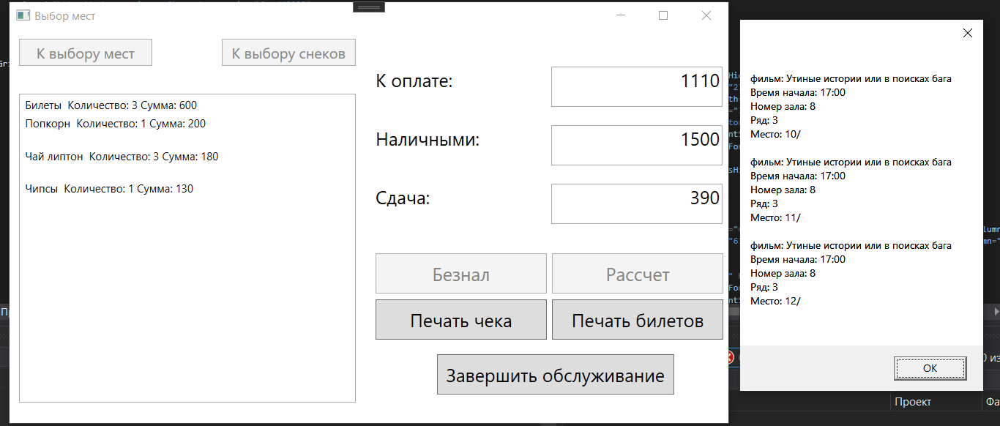 Выбор мест
К выбору мест
К выбору снеков
Билеты  Количество: 3 Сумма: 600
Попкорн  Количество: 1 Сумма: 200
Чай липтон  Количество: 3 Сумма: 180
Чипсы  Количество: 1 Сумма: 130
К оплате: 1110
Наличными: 1500
Сдача: 390
Безнал
Рассчет
Печать чека
Печать билетов
Завершить обслуживание
фильм: Утиные истории или в поисках бага
Время начала: 17:00
Номер зала: 8
Ряд: 3
Место: 10/
фильм: Утиные истории или в поисках бага
Время начала: 17:00
Номер зала: 8
Ряд: 3
Место: 11/
фильм: Утиные истории или в поисках бага
Время начала: 17:00
Номер зала: 8
Ряд: 3
Место: 12/
OK
Проект